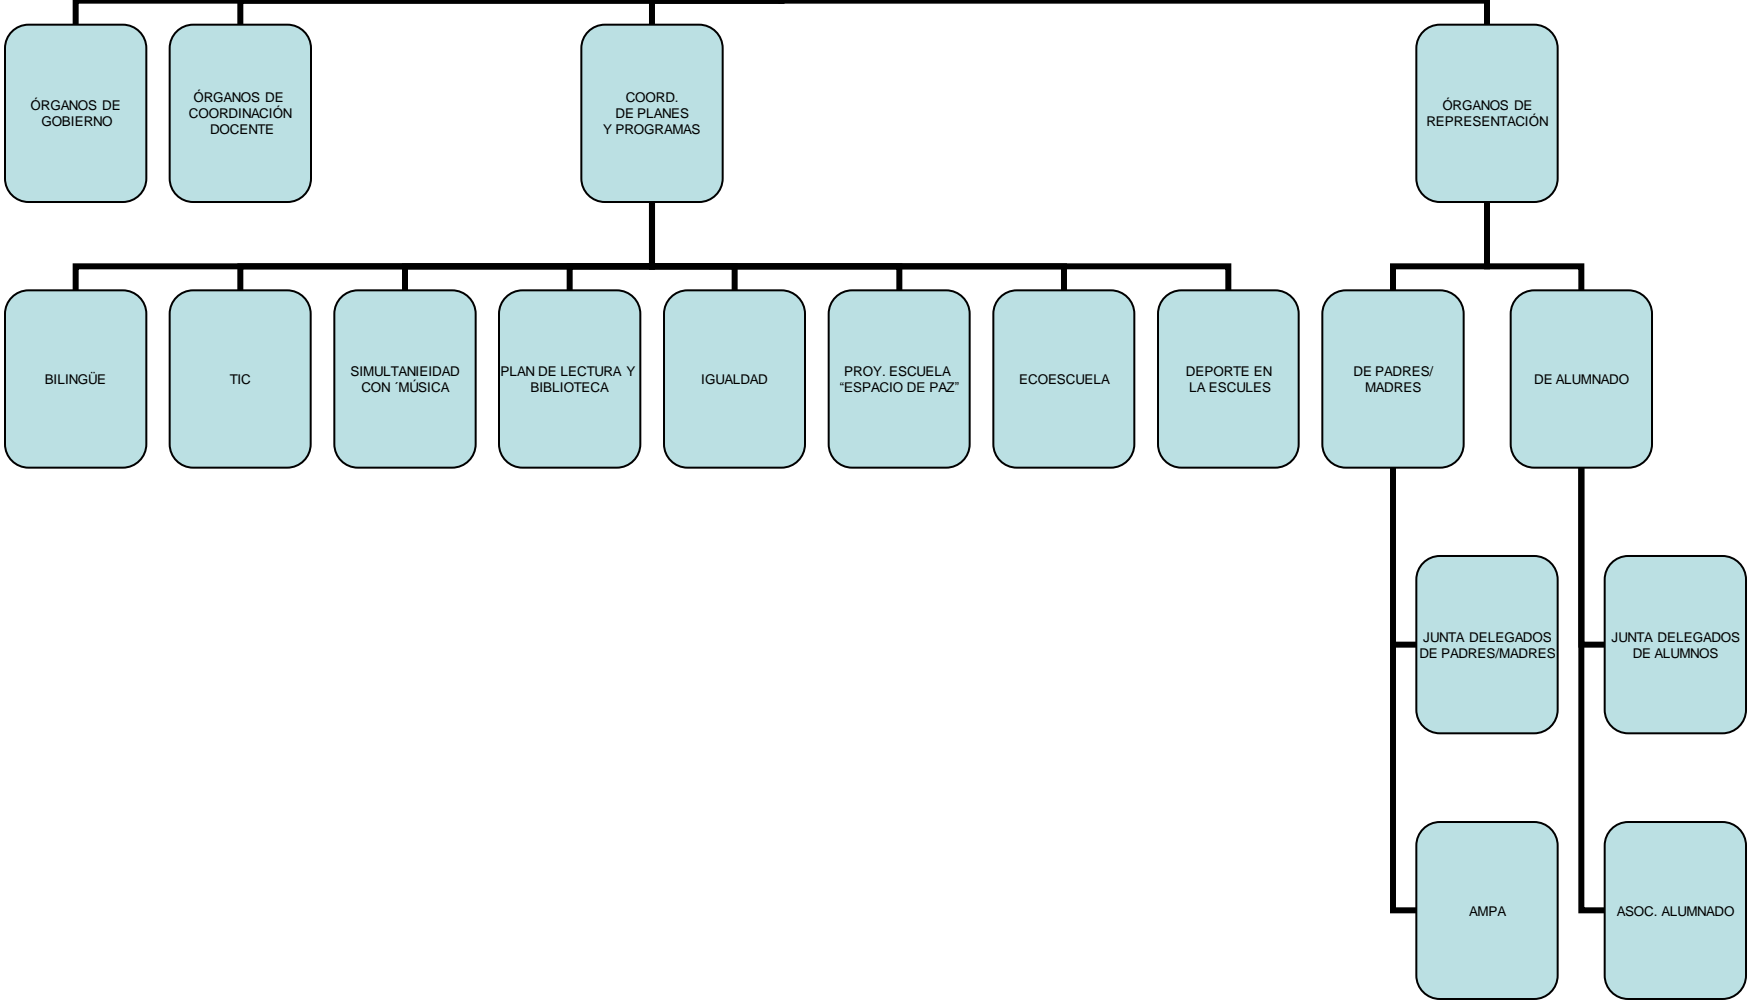 ÓRGANOS DE
GOBIERNO
ÓRGANOS DE
COORDINACIÓN
DOCENTE
COORD.
DE PLANES
Y PROGRAMAS
ÓRGANOS DE
REPRESENTACIÓN
BILINGÜE
TIC
SIMULTANIEIDAD
CON ´MÚSICA
PLAN DE LECTURA Y
BIBLIOTECA
IGUALDAD
PROY. ESCUELA
“ESPACIO DE PAZ”
ECOESCUELA
DEPORTE EN
LA ESCULES
DE PADRES/
MADRES
DE ALUMNADO
JUNTA DELEGADOS
DE PADRES/MADRES
JUNTA DELEGADOS
DE ALUMNOS
AMPA
ASOC. ALUMNADO